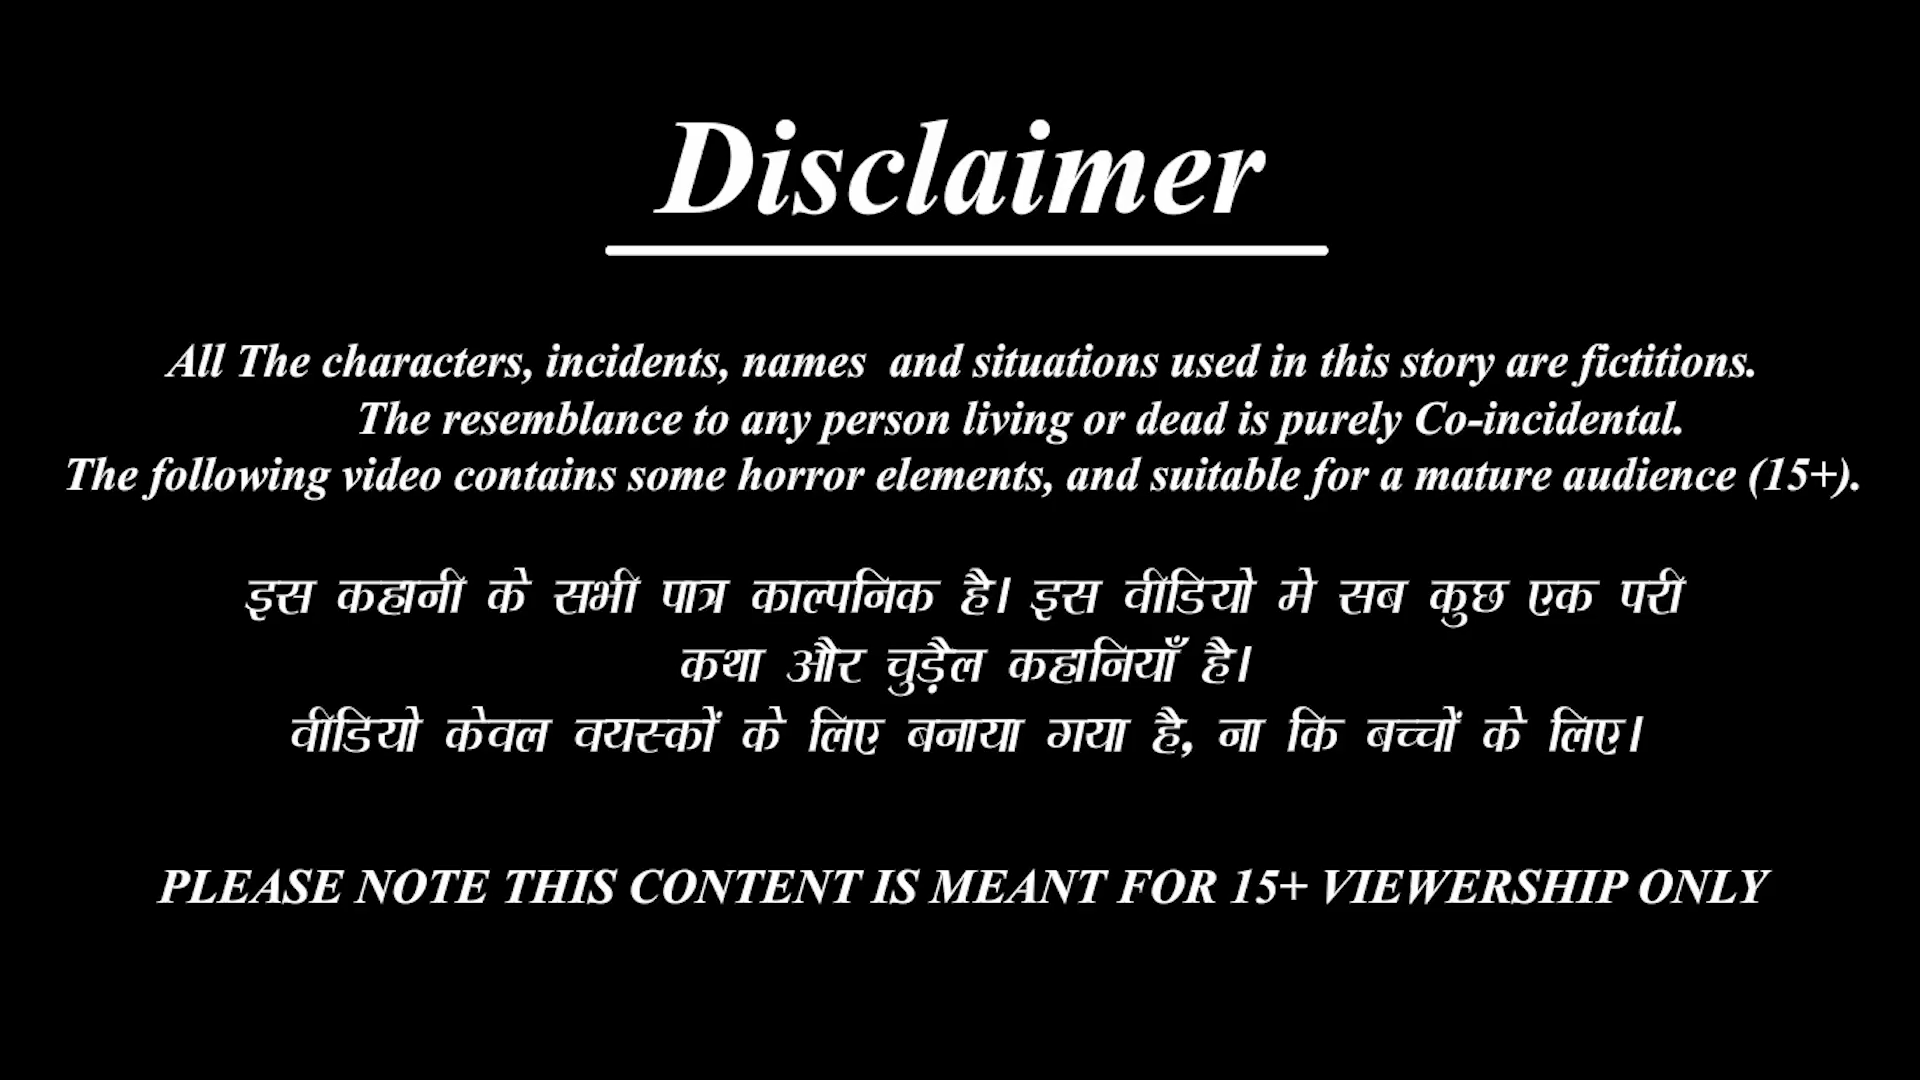 Disclaimer
All The characters, incidents, names  and situations used in this story are fictitions.
The resemblance to any person living or dead is purely Co-incidental.
The following video contains some horror elements, and suitable for a mature audience (15+).
इस कहानी के सभी पात्र काल्पनिक है। इस वीडियो मे सब कुछ एक परी
कथा और चुड़ैल कहानियाँ है।
वीडियो केवल वयस्कों के लिए बनाया गया है, ना कि बच्चों के लिए।
PLEASE NOTE THIS CONTENT IS MEANT FOR 15+ VIEWERSHIP ONLY